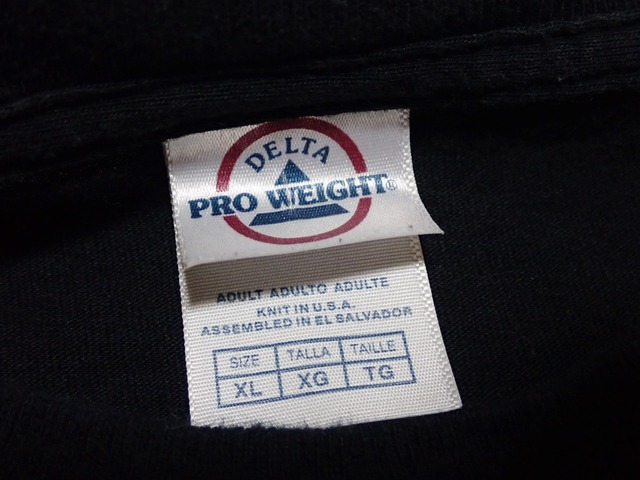 DELTA
PRO WEIGHT®
ADULT ADULTO ADULTE
KNIT IN U.S.A.
ASSEMBLED IN EL SALVADOR
SIZE TALLA TAILLE
XL XG TG